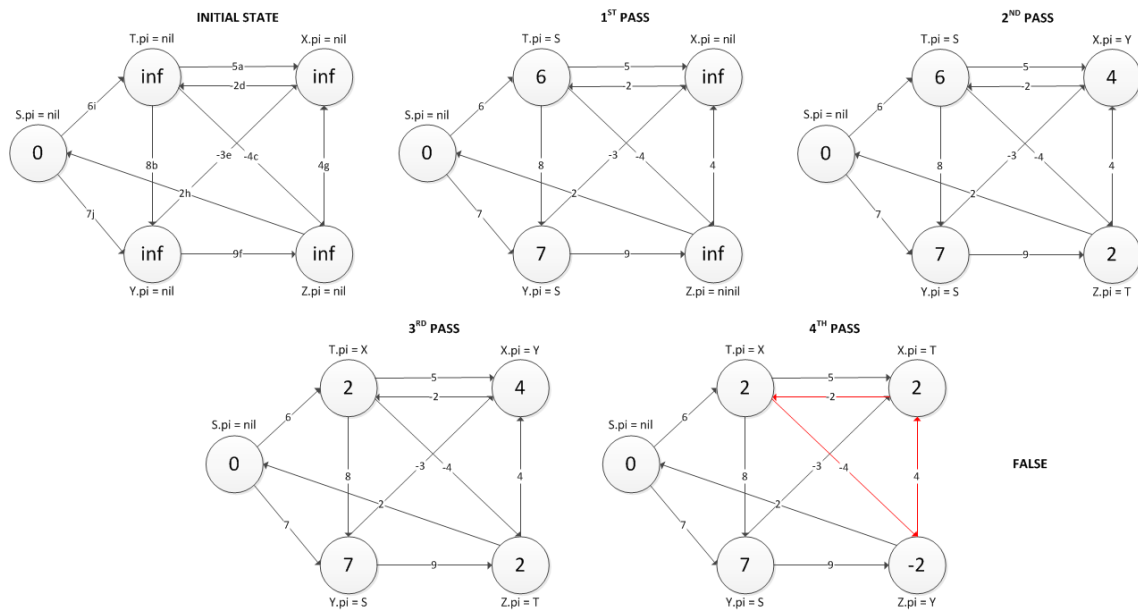 INITIAL STATE
T.pi = nil
X.pi = nil
inf
5a
inf
2d
6i
S.pi = nil
0
8b
-3e
-4c
4g
2h
7j
inf
9f
inf
Y.pi = nil
Z.pi = nil
1ST PASS
T.pi = S
X.pi = nil
6
5
inf
2
6
S.pi = nil
0
8
-3
-4
4
2
7
7
9
inf
Y.pi = S
Z.pi = ninil
2ND PASS
T.pi = S
X.pi = Y
6
5
4
2
6
S.pi = nil
0
8
-3
-4
4
2
7
7
9
2
Y.pi = S
Z.pi = T
3RD PASS
T.pi = X
X.pi = Y
2
5
4
2
6
S.pi = nil
0
8
-3
-4
4
2
7
7
9
2
Y.pi = S
Z.pi = T
4TH PASS
T.pi = X
X.pi = T
2
5
2
2
6
S.pi = nil
0
8
-3
-4
4
2
7
7
9
-2
Y.pi = S
Z.pi = Y
FALSE